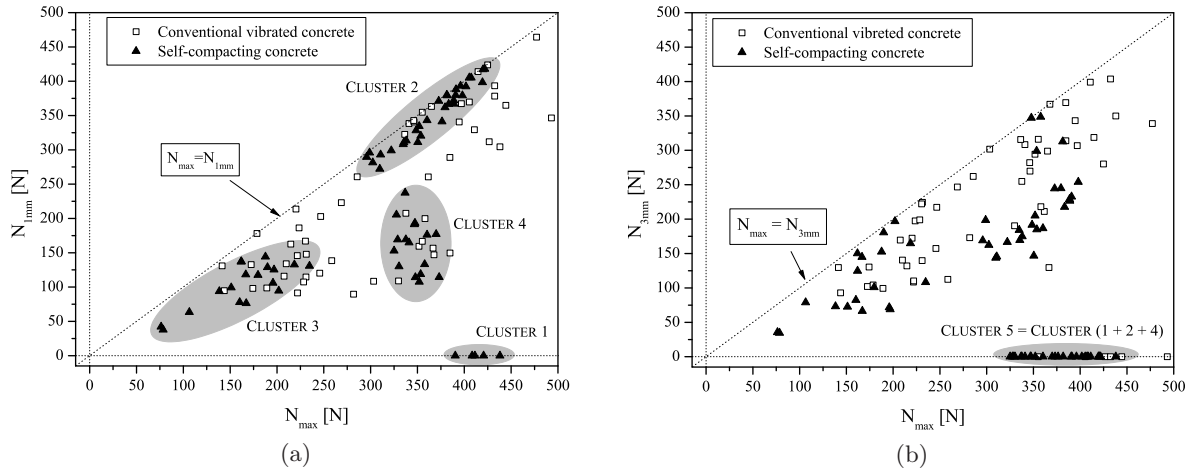 500
450
400
350
300
250
200
150
100
50
0
N1mm [N]
Conventional vibrated concrete
Self-compacting concrete
CLUSTER 2
Nmax=N1mm
CLUSTER 4
CLUSTER 3
CLUSTER 1
0 50 100 150 200 250 300 350 400 450 500
Nmax [N]
(a)
500
450
400
350
300
250
200
150
100
50
0
N3mm [N]
Conventional vibreted concrete
Self-compacting concrete
Nmax = N3mm
CLUSTER 5 = CLUSTER (1 + 2 + 4)
0 50 100 150 200 250 300 350 400 450 500
Nmax [N]
(b)